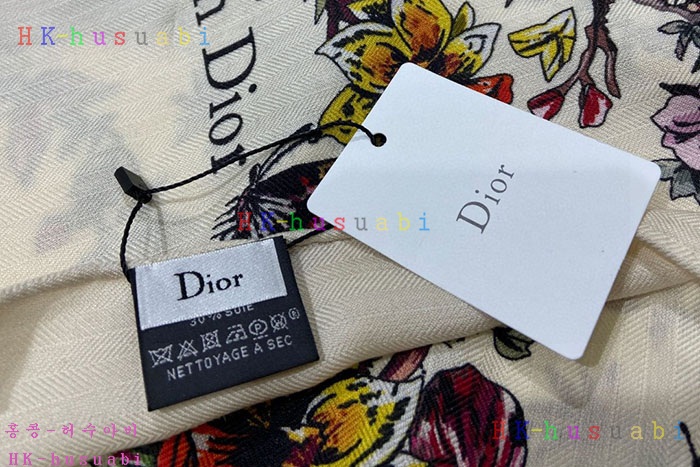 HK-hususabi
Dior
Dior
HK-husuabi
Dior
30% SOIE
NETTOYAGE A SEC
HK-husuabi
홍콩-허수아비
HK husuabi